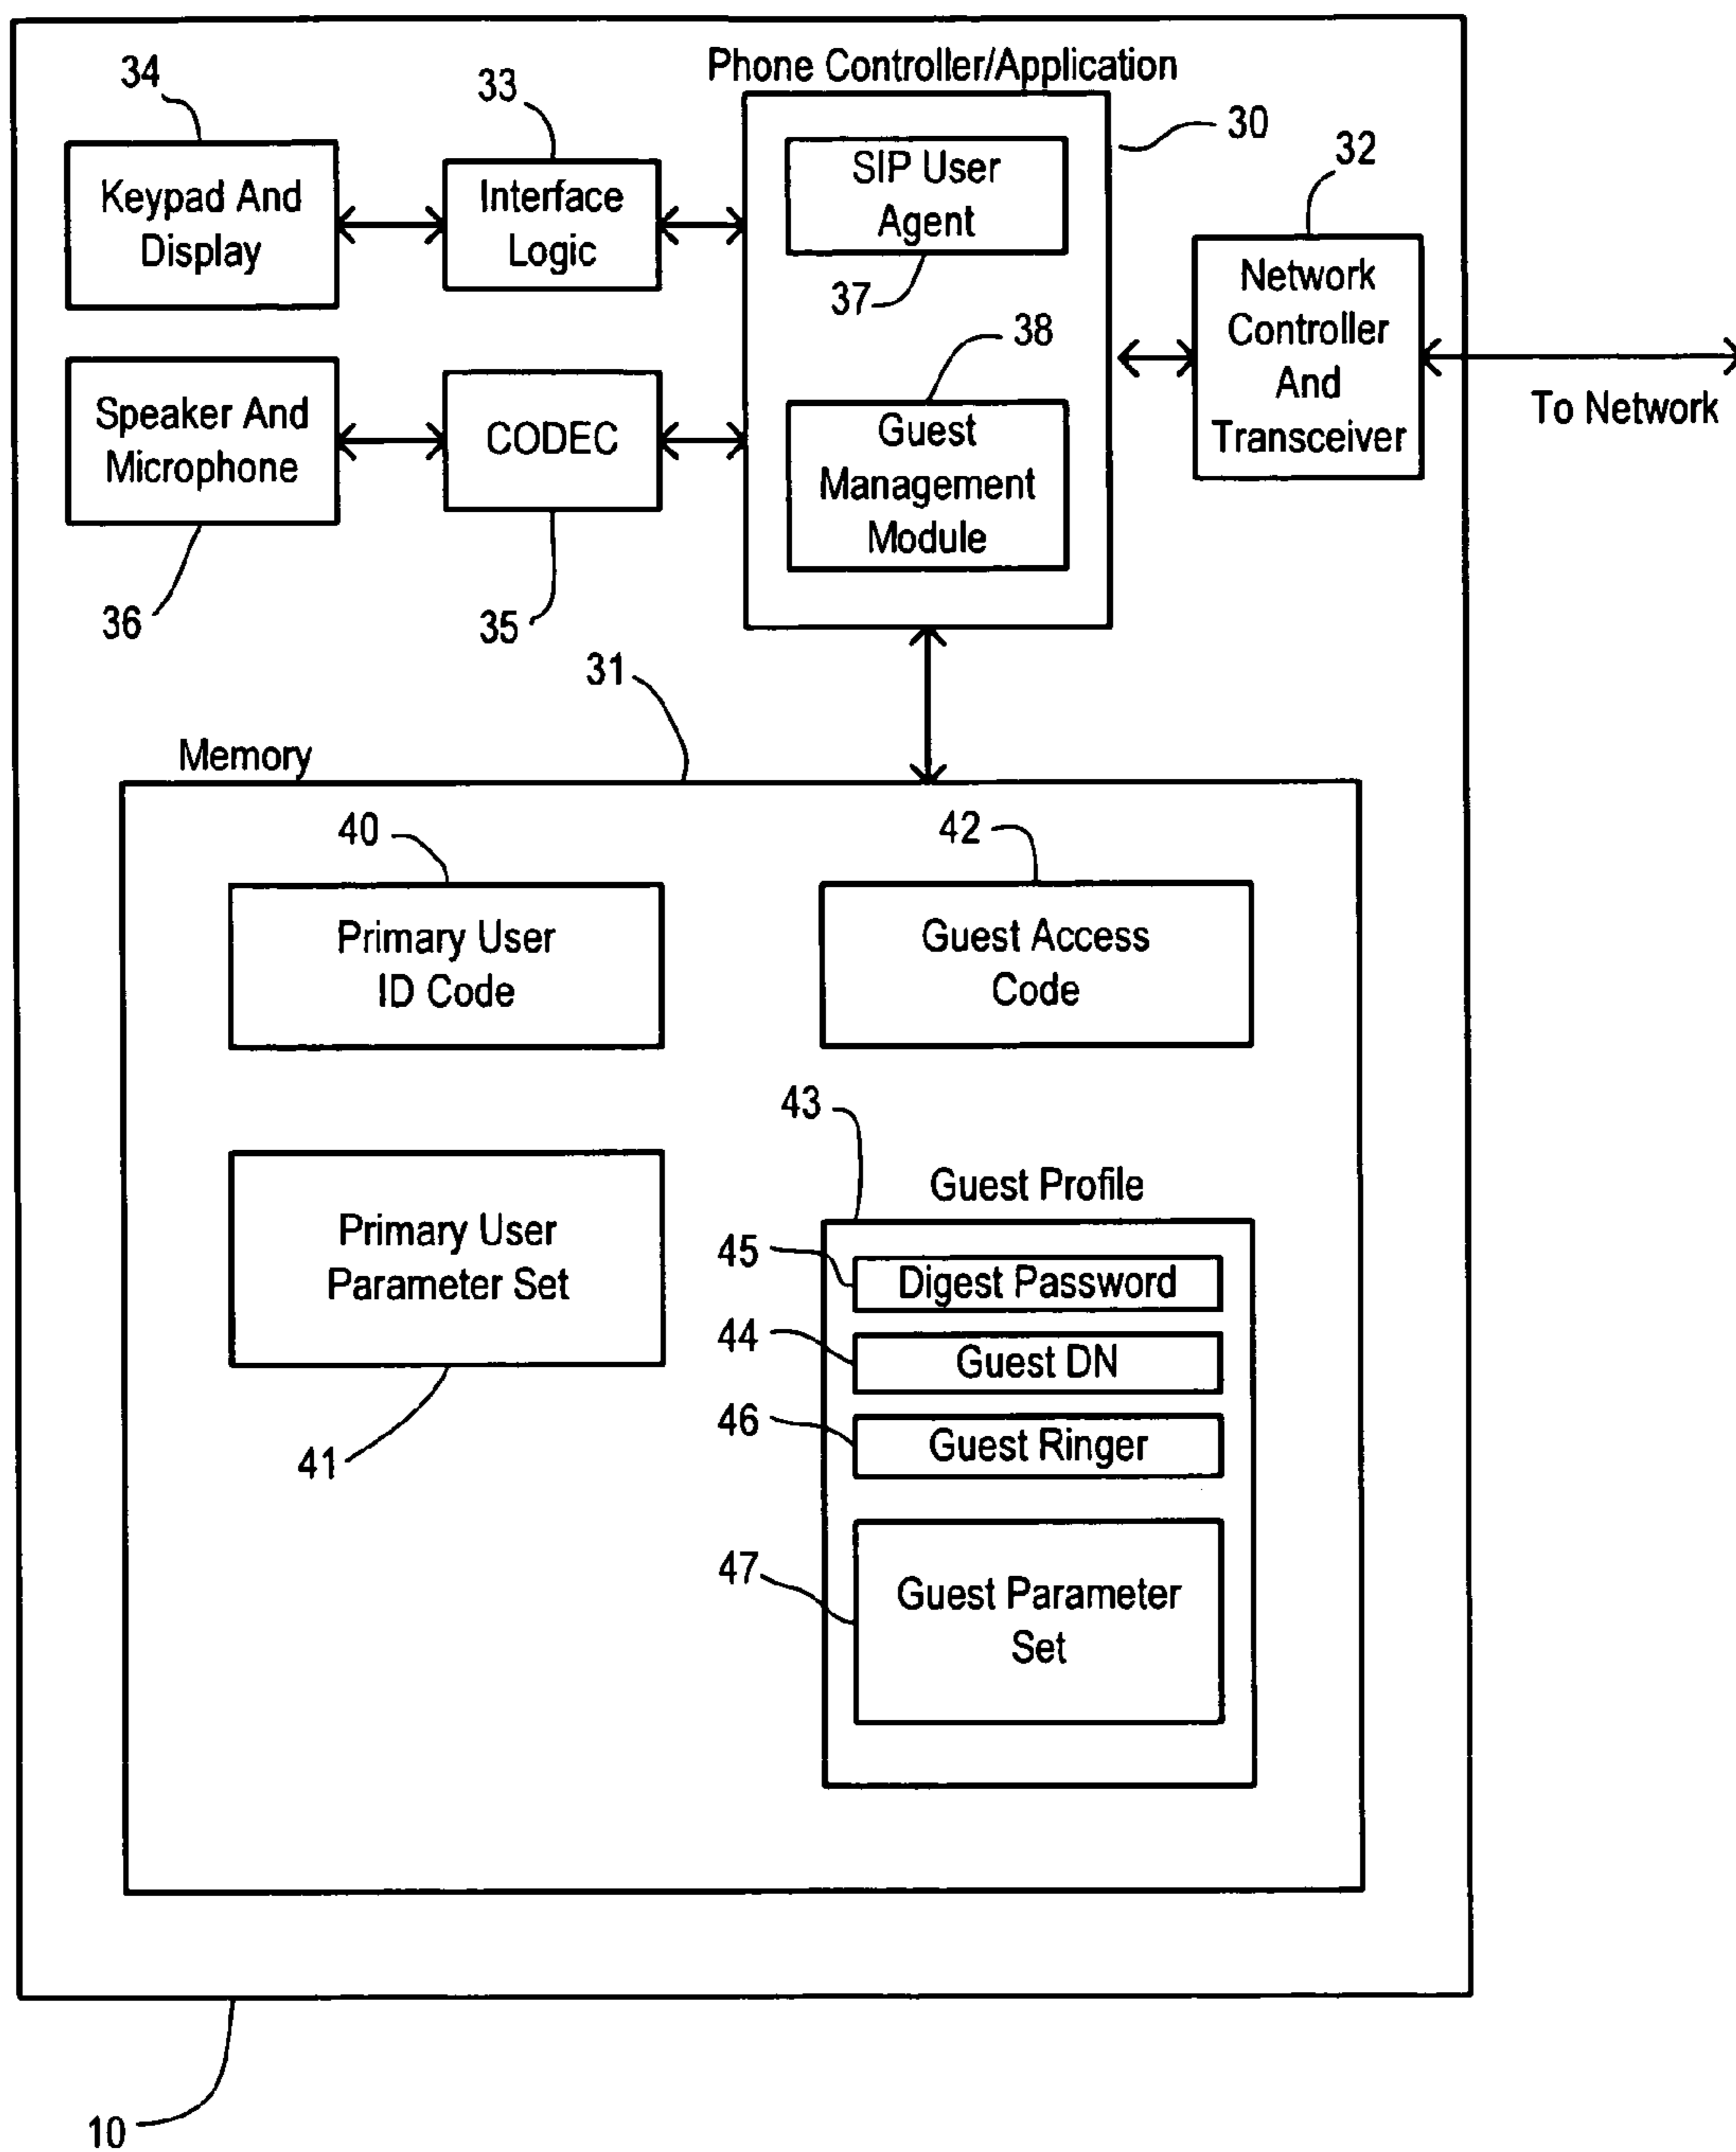 Phone Controller/Application
34
33
30
32
Keypad And
Display
Interface
Logic
SIP User
Agent
37
Network
Controller
And
Transceiver
To Network
38
Speaker And
Microphone
CODEC
Guest
Management
Module
36
35
31
Memory
40
42
Primary User
ID Code
Guest Access
Code
43
Guest Profile
Primary User
Parameter Set
45
Digest Password
44
Guest DN
46
Guest Ringer
41
47
Guest Parameter
Set
10